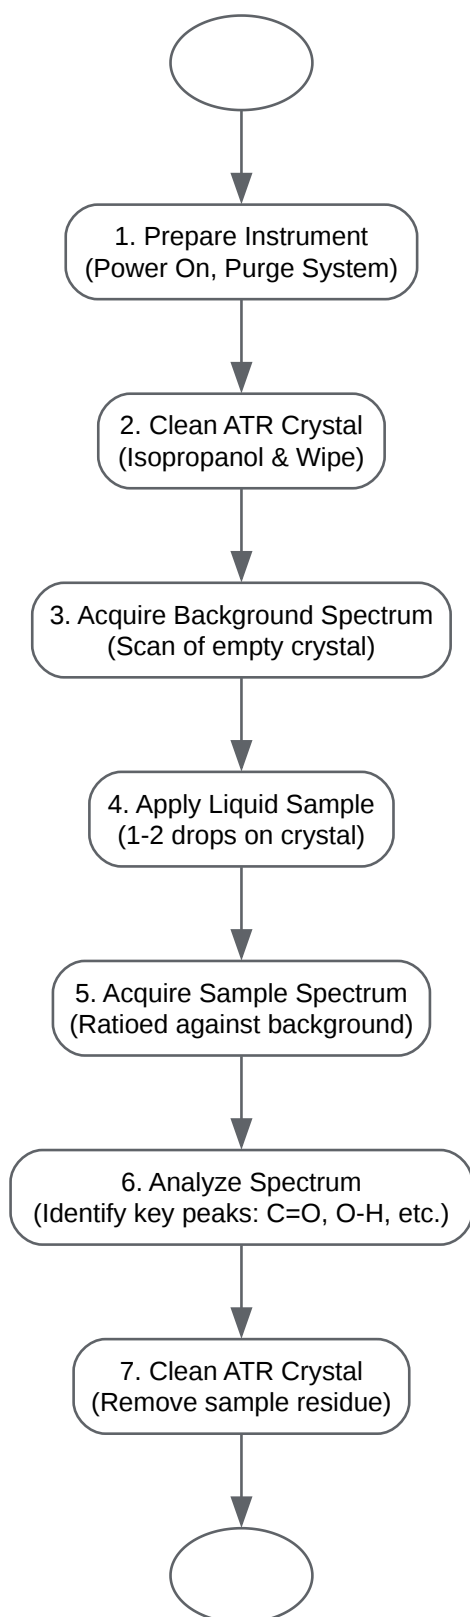 1. Prepare Instrument
(Power On, Purge System)
2. Clean ATR Crystal
(Isopropanol & Wipe)
3. Acquire Background Spectrum
(Scan of empty crystal)
4. Apply Liquid Sample
(1-2 drops on crystal)
5. Acquire Sample Spectrum
(Ratioed against background)
6. Analyze Spectrum
(Identify key peaks: C=O, O-H, etc.)
7. Clean ATR Crystal
(Remove sample residue)